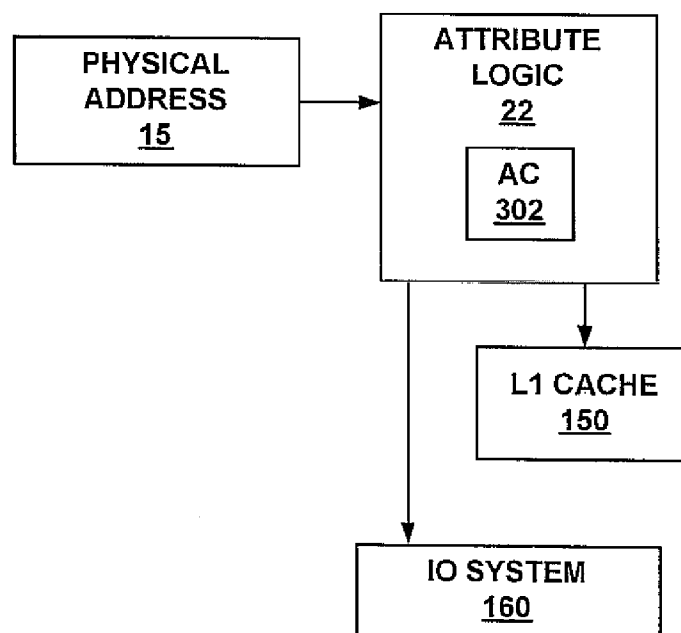 PHYSICAL
ADDRESS
15
ATTRIBUTE
LOGIC
22
AC
302
L1 CACHE
150
IO SYSTEM
160